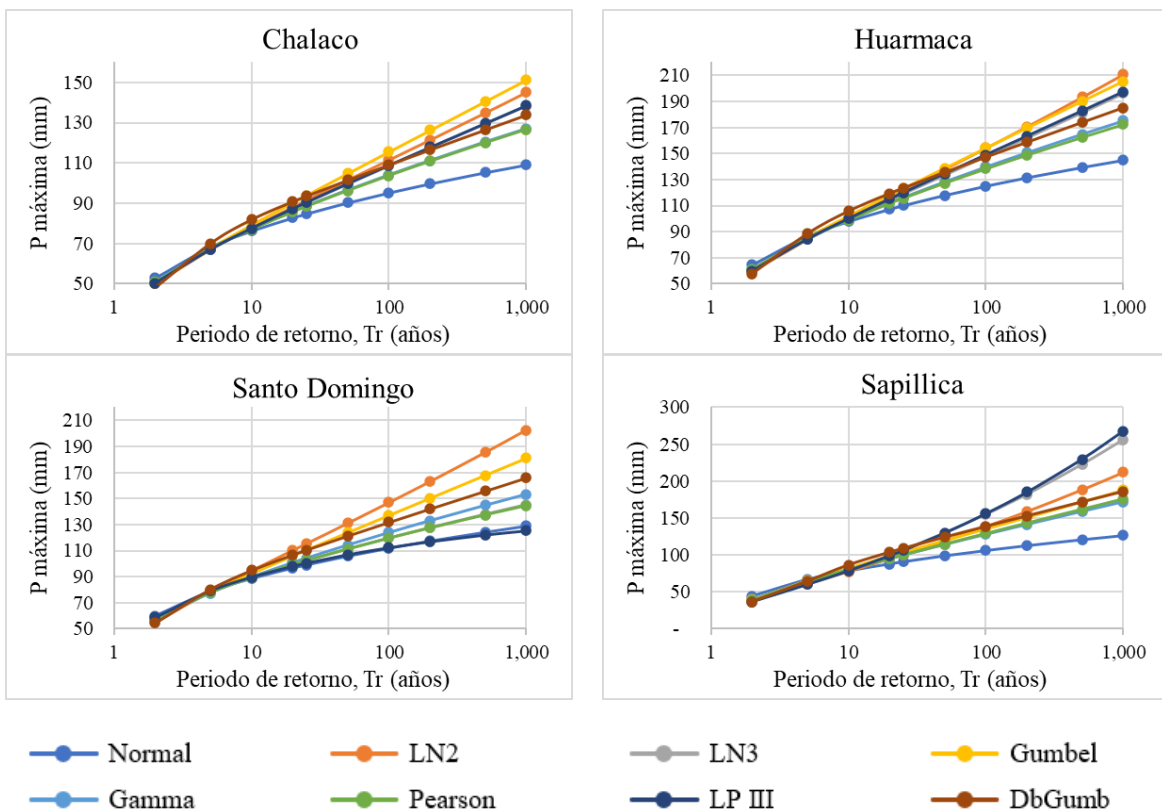 Chalaco
150
130
110
90
70
50
P máxima (mm)
1 10 100 1,000
Periodo de retorno, Tr (años)
Huarmaca
210
190
170
150
130
110
90
70
50
P máxima (mm)
1 10 100 1,000
Periodo de retorno, Tr (años)
Santo Domingo
210
190
170
150
130
110
90
70
50
P máxima (mm)
1 10 100 1,000
Periodo de retorno, Tr (años)
Sapillica
300
250
200
150
100
50
-
P máxima (mm)
1 10 100 1,000
Periodo de retorno, Tr (años)
Normal LN2 LN3 Gumbel
Gamma Pearson LP III DbGumb